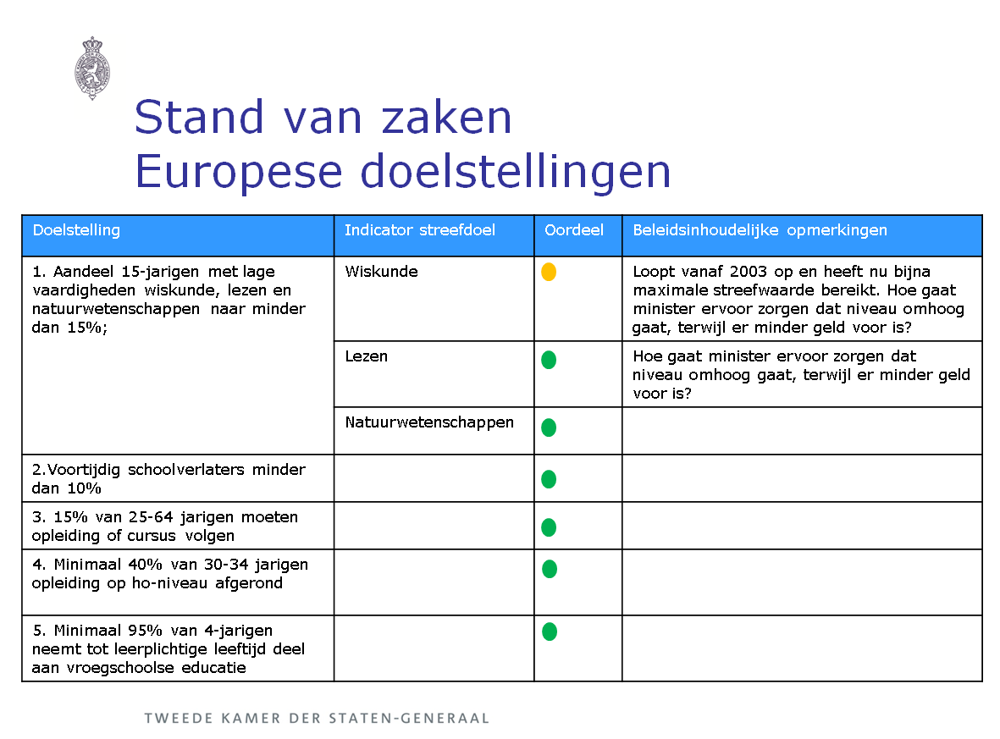 Stand van zaken
Europese doelstellingen
Doelstelling
Indicator streefdoel
Oordeel
Beleidsinhoudelijke opmerkingen
1. Aandeel 15-jarigen met lage
vaardigheden wiskunde, lezen en
natuurwetenschappen naar minder
dan 15%;
Wiskunde
Loopt vanaf 2003 op en heeft nu bijna
maximale streefwaarde bereikt. Hoe gaat
minister ervoor zorgen dat niveau omhoog
gaat, terwijl er minder geld voor is?
Lezen
Hoe gaat minister ervoor zorgen dat
niveau omhoog gaat, terwijl er minder geld
voor is?
Natuurwetenschappen
2.Voortijdig schoolverlaters minder
dan 10%
3. 15% van 25-64 jarigen moeten
opleiding of cursus volgen
4. Minimaal 40% van 30-34 jarigen
opleiding op ho-niveau afgerond
5. Minimaal 95% van 4-jarigen
neemt tot leerplichtige leeftijd deel
aan vroegschoolse educatie
TWEEDE KAMER DER STATEN-GENERAAL